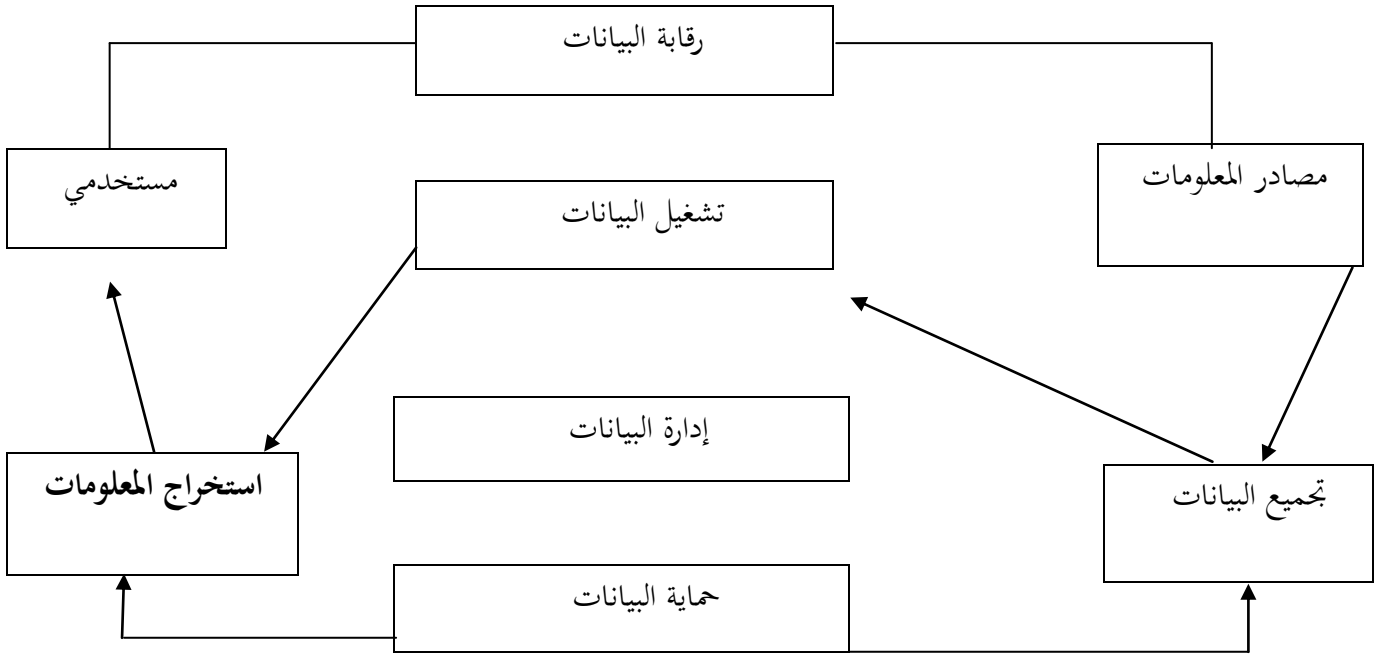 رقابة البيانات
مصادر المعلومات
مستخدمي
تشغيل البيانات
إدارة البيانات
استخراج المعلومات
تجميع البيانات
حماية البيانات